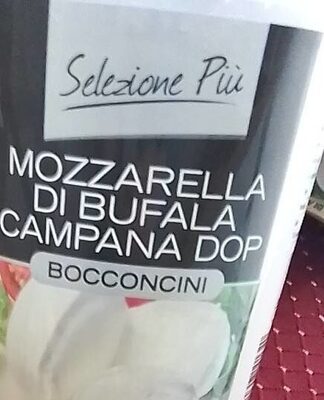 Selezione Più
MOZZARELLA
DI BUFALA
CAMPANA DOP
BOCCONCINI